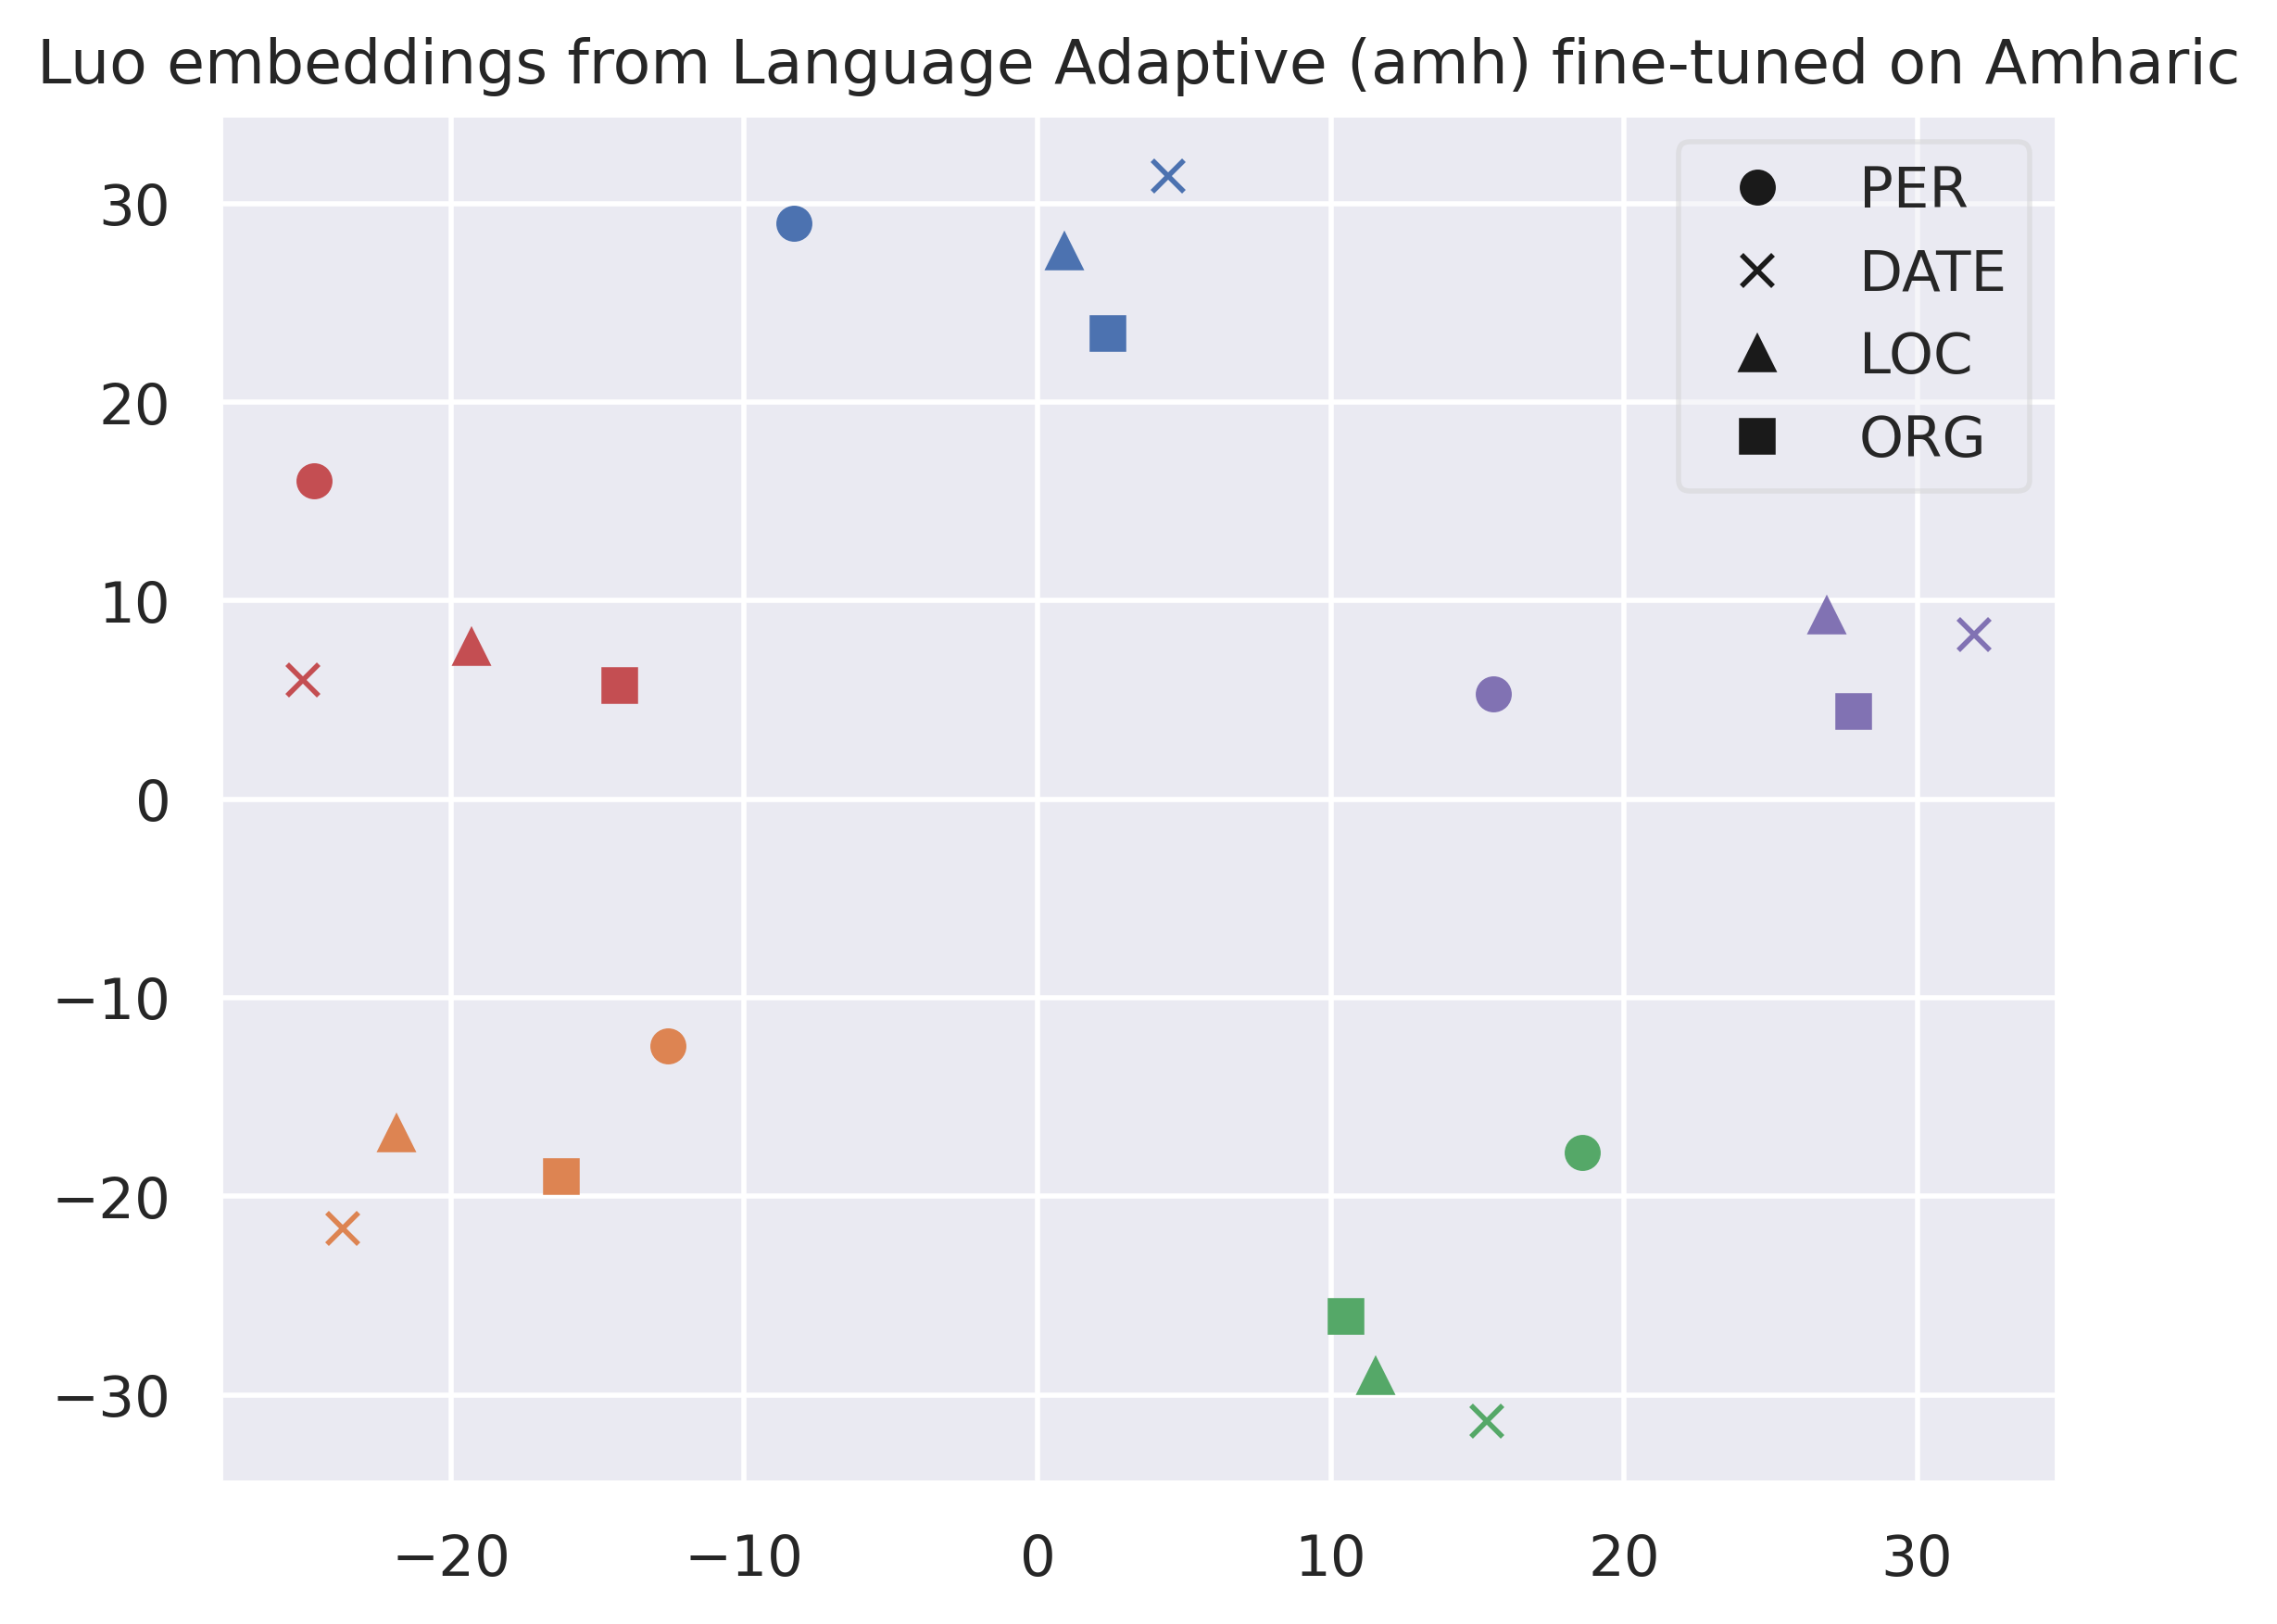 Luo embeddings from Language Adaptive (amh) fine-tuned on Amharic
PER
DATE
LOC
ORG
30
20
10
0
−10
−20
−30
−20 −10 0 10 20 30